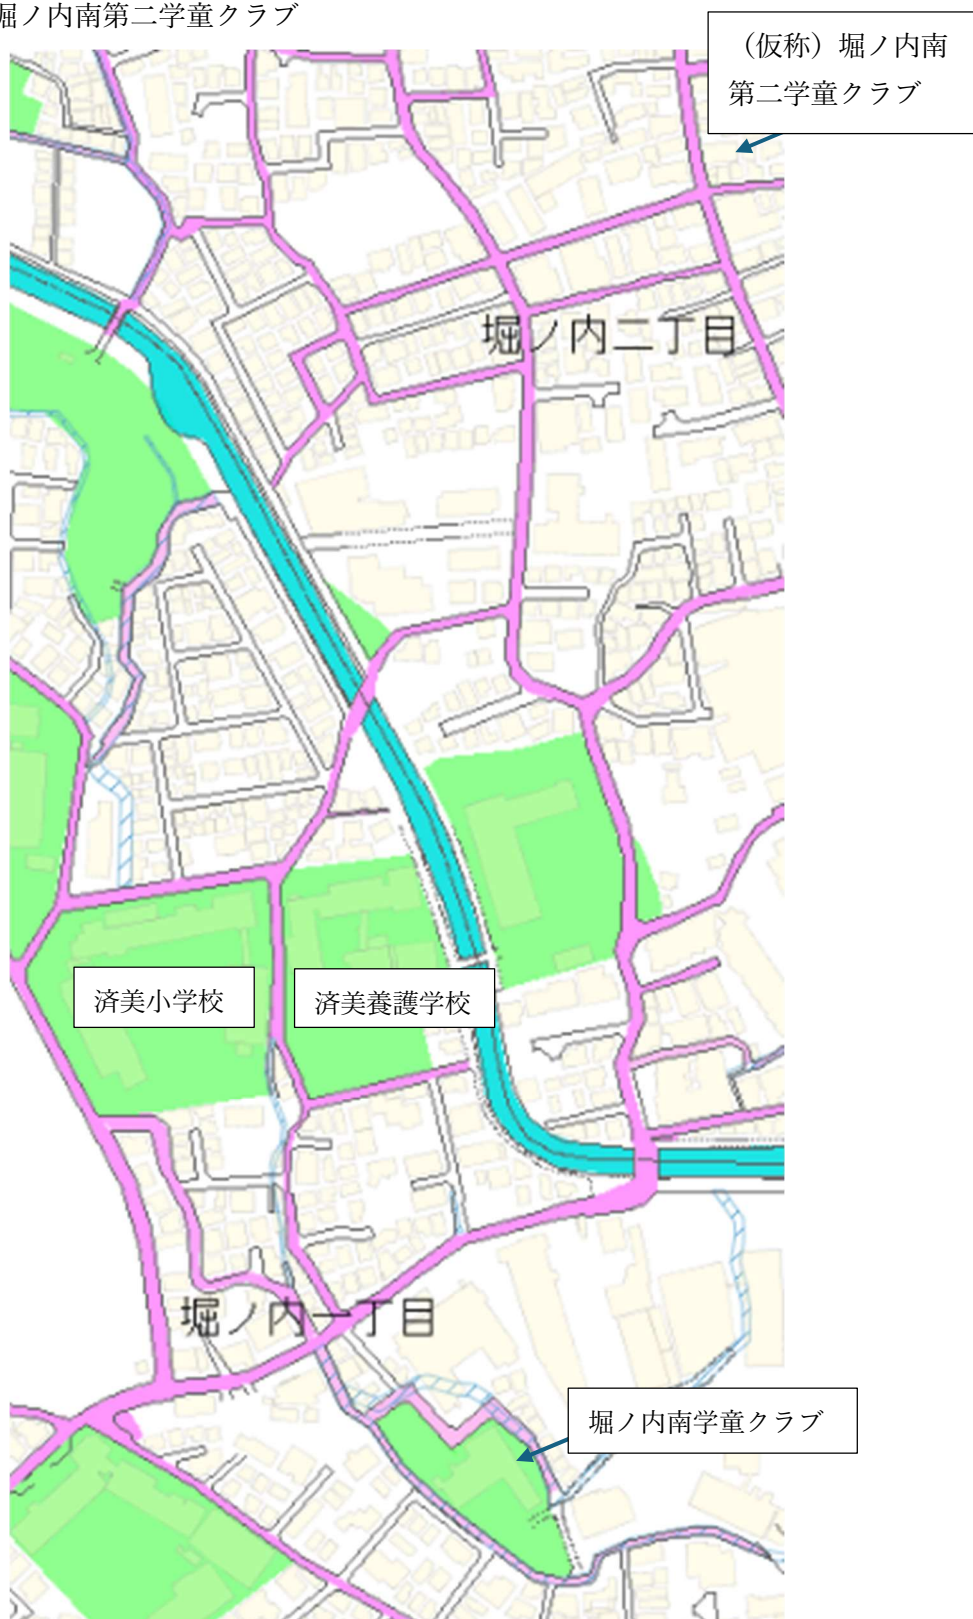 堀ノ内南第二学童クラブ
（仮称）堀ノ内南
第二学童クラブ
堀ノ内二丁目
済美小学校
済美養護学校
堀ノ内一丁目
堀ノ内南学童クラブ